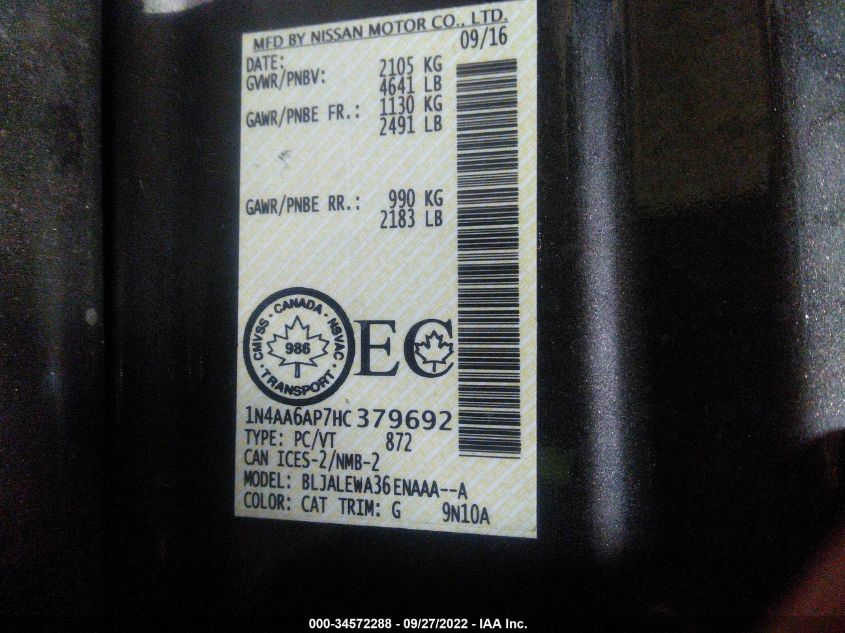 MFD BY NISSAN MOTOR CO., LTD.
DATE: 09/16
GVWR/PNBV: 2105 KG
4641 LB
GAWR/PNBE FR.: 1130 KG
2491 LB
GAWR/PNBE RR.: 990 KG
2183 LB
CMVSS · CANADA · NSVAC · TRANSPORT ·
986
EC
1N4AA6AP7HC379692
TYPE: PC/VT 872
CAN ICES-2/NMB-2
MODEL: BLJALEWA36ENAAA--A
COLOR: CAT TRIM: G 9N10A
000-34572288 - 09/27/2022 - IAA Inc.